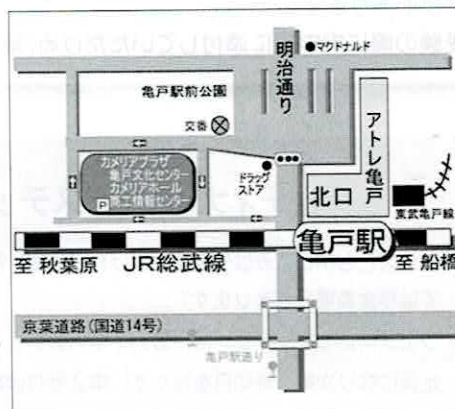 マクドナルド
明治通り
亀戸駅前公園
交番
アトレ亀戸
カメリアプラザ
亀戸文化センター
カメリアホール
P 商工情報センター
ドラッグ
ストア
北口
東武亀戸線
亀戸駅
至 秋葉原
JR総武線
至 船橋
京葉道路(国道14号)
亀戸駅通り